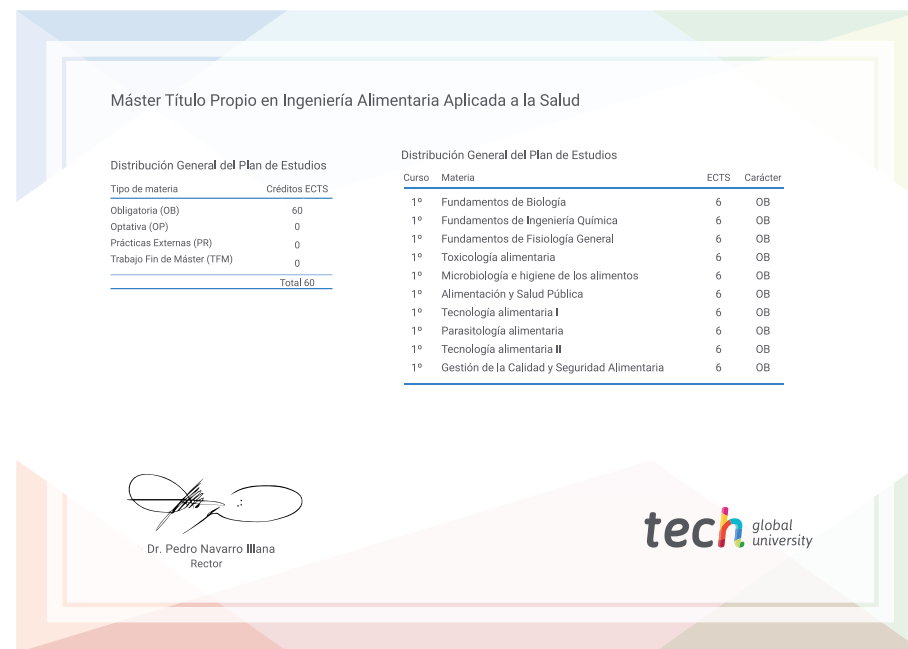 Máster Título Propio en Ingeniería Alimentaria Aplicada a la Salud
Distribución General del Plan de Estudios
Tipo de materia Créditos ECTS
Obligatoria (OB) 60
Optativa (OP) 0
Prácticas Externas (PR) 0
Trabajo Fin de Máster (TFM) 0
Total 60
Distribución General del Plan de Estudios
Curso Materia ECTS Carácter
1º Fundamentos de Biología 6 OB
1º Fundamentos de Ingeniería Química 6 OB
1º Fundamentos de Fisiología General 6 OB
1º Toxicología alimentaria 6 OB
1º Microbiología e higiene de los alimentos 6 OB
1º Alimentación y Salud Pública 6 OB
1º Tecnología alimentaria I 6 OB
1º Parasitología alimentaria 6 OB
1º Tecnología alimentaria II 6 OB
1º Gestión de la Calidad y Seguridad Alimentaria 6 OB
Dr. Pedro Navarro Illana
Rector
tech global
university